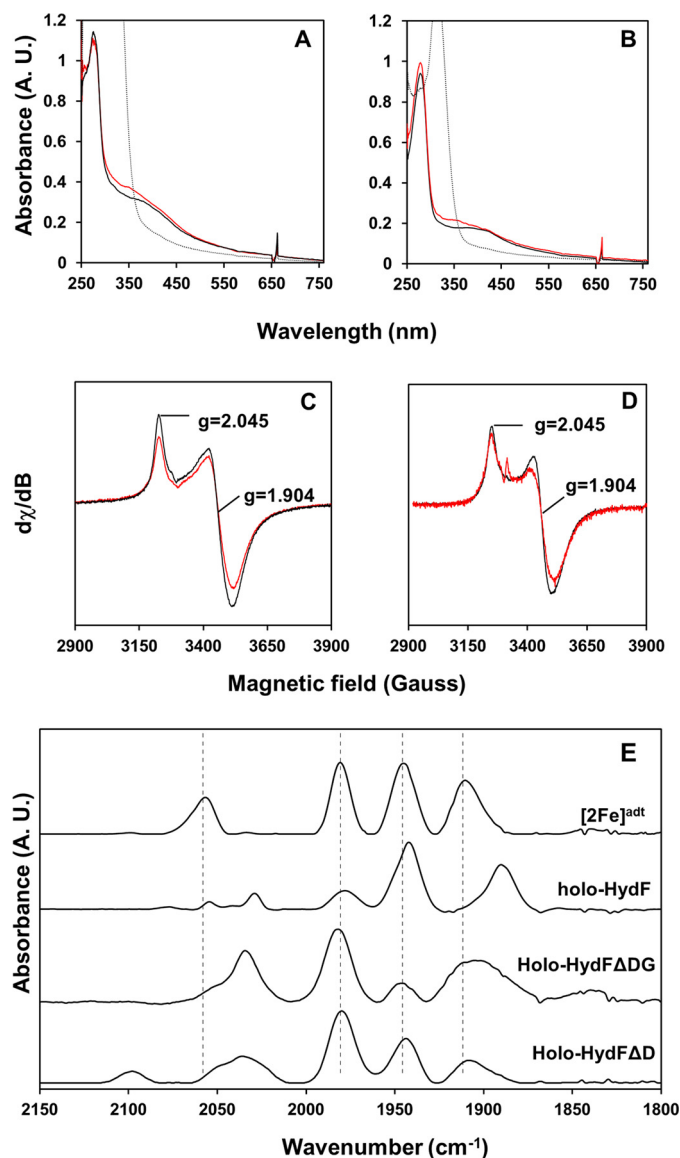 A
B
Absorbance (A. U.)
1.2
1
0.8
0.6
0.4
0.2
0
250 350 450 550 650 750
1.2
1
0.8
0.6
0.4
0.2
0
250 350 450 550 650 750
Wavelength (nm)
C
D
dχ/dB
g=2.045
g=1.904
g=2.045
g=1.904
2900 3150 3400 3650 3900
2900 3150 3400 3650 3900
Magnetic field (Gauss)
E
Absorbance (A. U.)
[2Fe]adt
holo-HydF
Holo-HydFΔDG
Holo-HydFΔD
2150 2100 2050 2000 1950 1900 1850 1800
Wavenumber (cm-1)